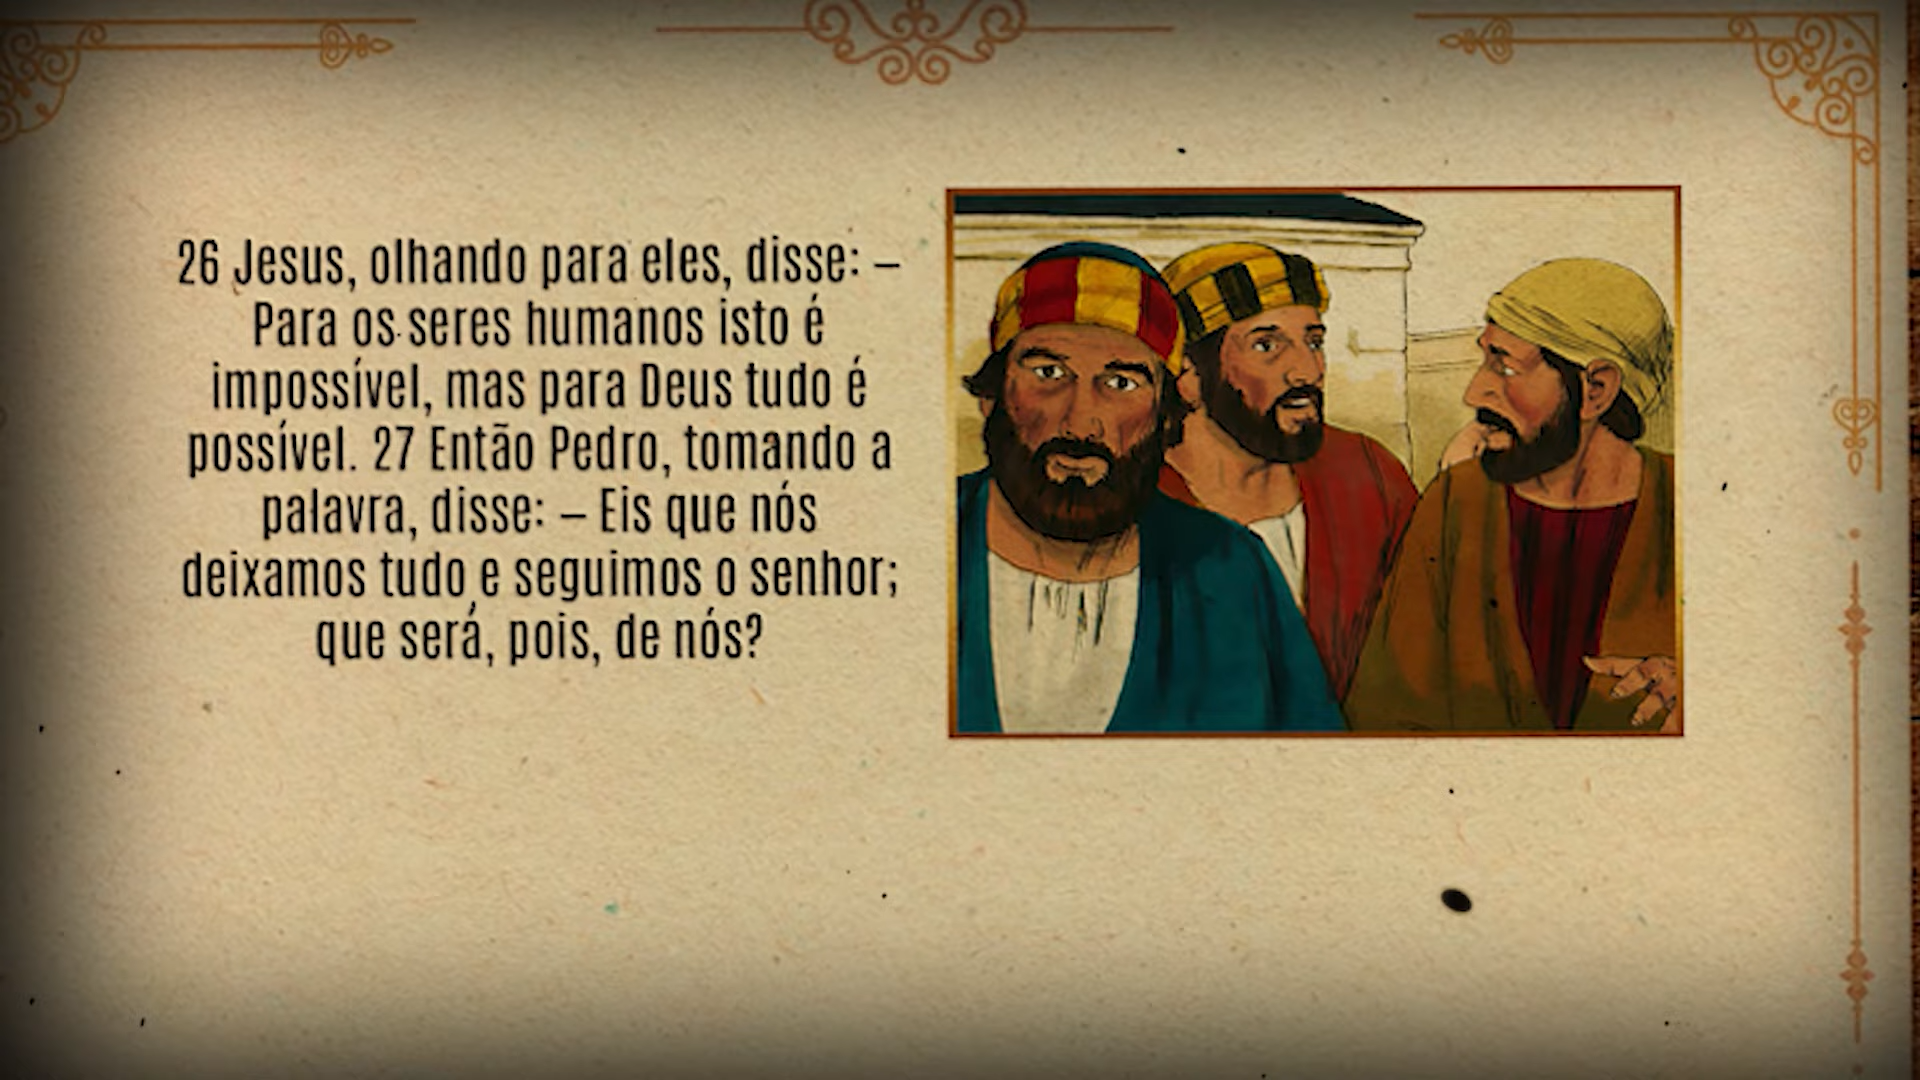 26 Jesus, olhando para eles, disse: –
Para os seres humanos isto é
impossível, mas para Deus tudo é
possível. 27 Então Pedro, tomando a
palavra, disse: – Eis que nós
deixamos tudo e seguimos o senhor;
que será, pois, de nós?